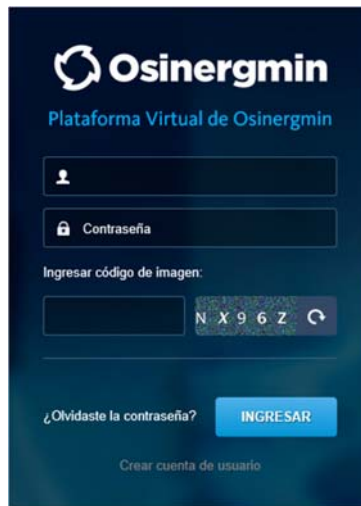 Osinergmin
Plataforma Virtual de Osinergmin
Contraseña
Ingresar código de imagen:
N X 9 6 Z
¿Olvidaste la contraseña? INGRESAR
Crear cuenta de usuario